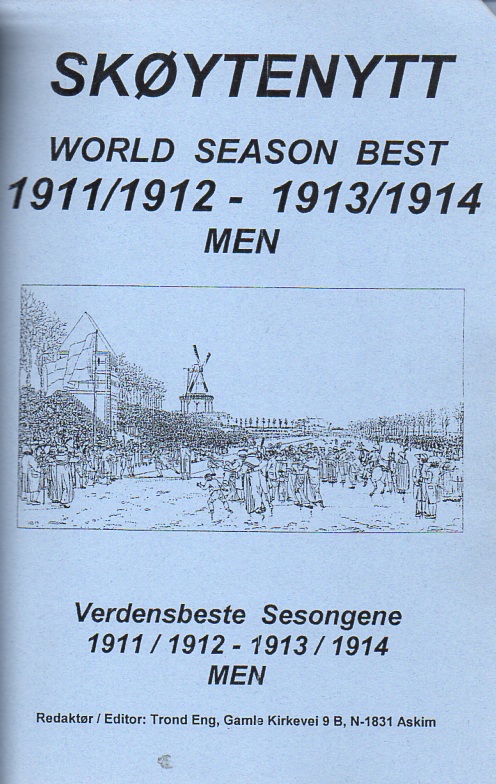 SKØYTENYTT
WORLD SEASON BEST
1911/1912 - 1913/1914
MEN
Verdensbeste Sesongene
1911 / 1912 - 1913 / 1914
MEN
Redaktør / Editor: Trond Eng, Gamle Kirkevei 9 B, N-1831 Askim